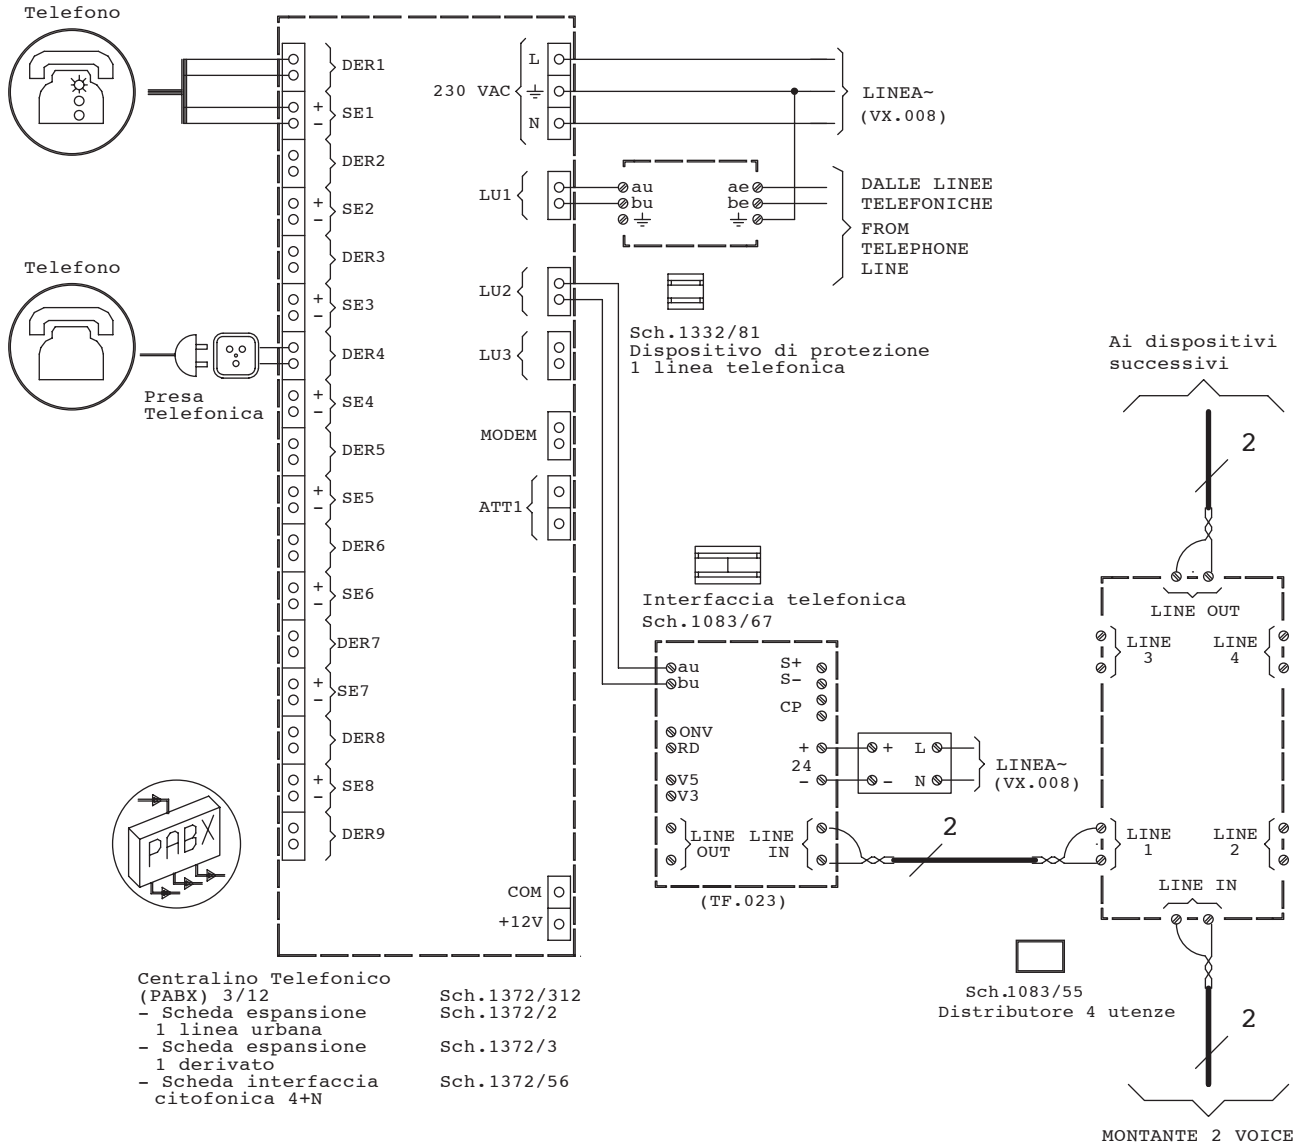 Telefono
DER1
+ SE1
-
DER2
+ SE2
-
DER3
+ SE3
-
Telefono
DER4
Presa
Telefonica
+ SE4
-
DER5
+ SE5
-
DER6
+ SE6
-
DER7
+ SE7
-
DER8
+ SE8
-
DER9
PABX
230 VAC
L
N
LINEA~
(VX.008)
LU1
au
bu
ae
be
DALLE LINEE
TELEFONICHE
FROM
TELEPHONE
LINE
LU2
LU3
MODEM
ATT1
COM
+12V
Sch.1332/81
Dispositivo di protezione
1 linea telefonica
Interfaccia telefonica
Sch.1083/67
au
bu
S+
S-
CP
ONV
RD
+
24
-
V5
V3
LINE
OUT
LINE
IN
(TF.023)
+ L
- N
LINEA~
(VX.008)
2
Ai dispositivi
successivi
2
LINE OUT
LINE
3
LINE
4
LINE
1
LINE
2
LINE IN
Sch.1083/55
Distributore 4 utenze
2
MONTANTE 2 VOICE
Centralino Telefonico
(PABX) 3/12 Sch.1372/312
- Scheda espansione Sch.1372/2
1 linea urbana
- Scheda espansione Sch.1372/3
1 derivato
- Scheda interfaccia Sch.1372/56
citofonica 4+N